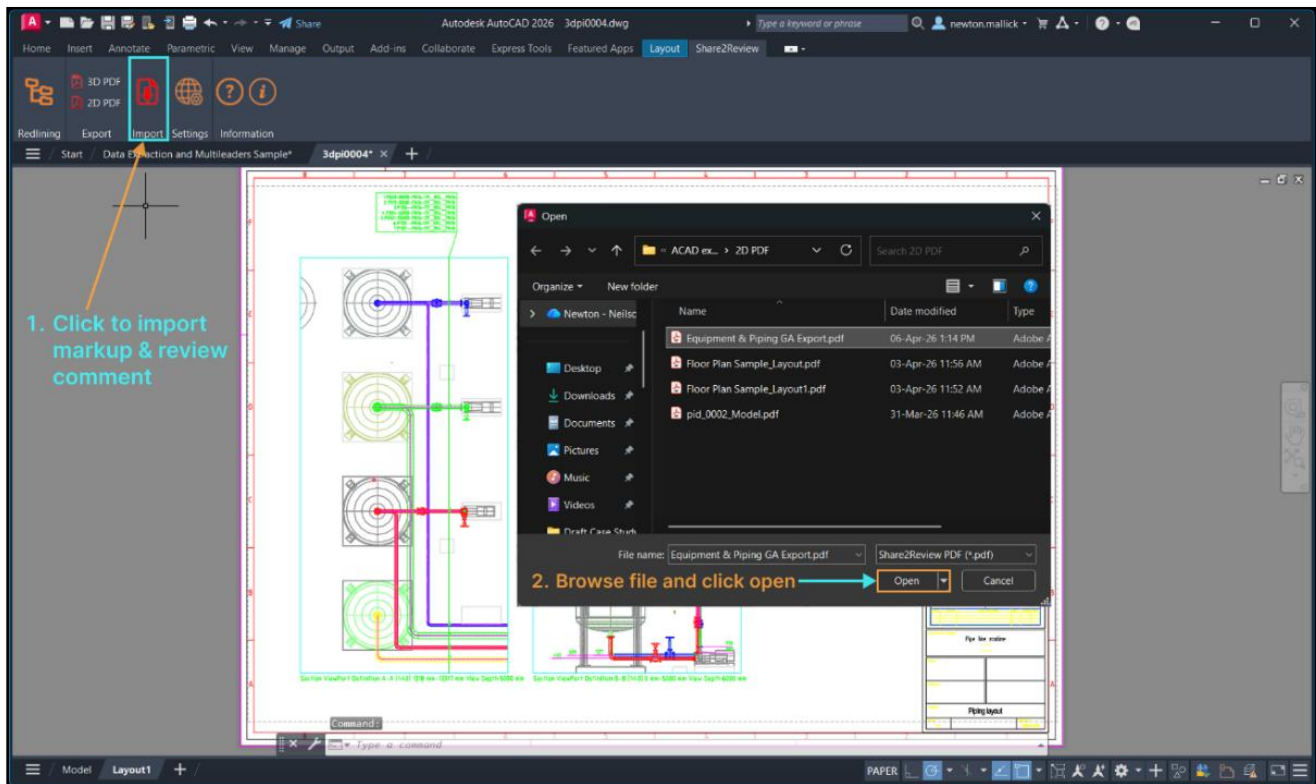 Share
Autodesk AutoCAD 2026 3dpi0004.dwg
Type a keyword or phrase
newton.mallick
Home Insert Annotate Parametric View Manage Output Add-ins Collaborate Express Tools Featured Apps Layout Share2Review
3D PDF
2D PDF
Redlining Export Import Settings Information
Start Data Extraction and Multileaders Sample* 3dpi0004*
1. Click to import
markup & review
comment
Open
ACAD ex... > 2D PDF
Search 2D PDF
Organize New folder
Newton - Neilsc
Name Date modified Type
Equipment & Piping GA Export.pdf 06-Apr-26 1:14 PM Adobe A
Floor Plan Sample_Layout.pdf 03-Apr-26 11:56 AM Adobe A
Floor Plan Sample_Layout1.pdf 03-Apr-26 11:52 AM Adobe A
pid_0002_Model.pdf 31-Mar-26 11:46 AM Adobe A
Desktop
Downloads
Documents
Pictures
Music
Videos
Draft Case Study
File name: Equipment & Piping GA Export.pdf Share2Review PDF (*.pdf)
2. Browse file and click open
Open Cancel
Pipe line routine
Piping layout
Command:
Type a command
Model Layout1
PAPER